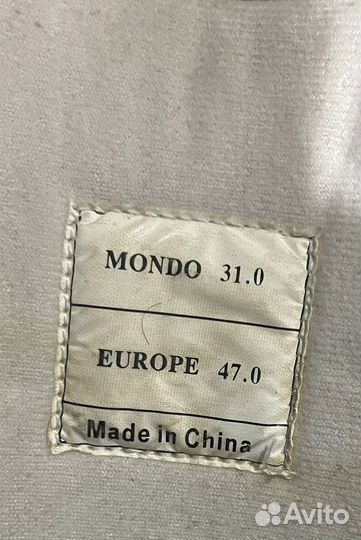 MONDO 31.0
EUROPE 47.0
Made in China
Avito